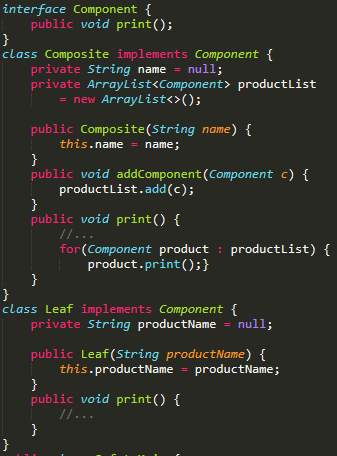 interface Component {
    public void print();
}
class Composite implements Component {
    private String name = null;
    private ArrayList<Component> productList
        = new ArrayList<>();

    public Composite(String name) {
        this.name = name;
    }
    public void addComponent(Component c) {
        productList.add(c);
    }
    public void print() {
        //...
        for(Component product : productList) {
            product.print();}
    }
}
class Leaf implements Component {
    private String productName = null;

    public Leaf(String productName) {
        this.productName = productName;
    }
    public void print() {
        //...
    }
}